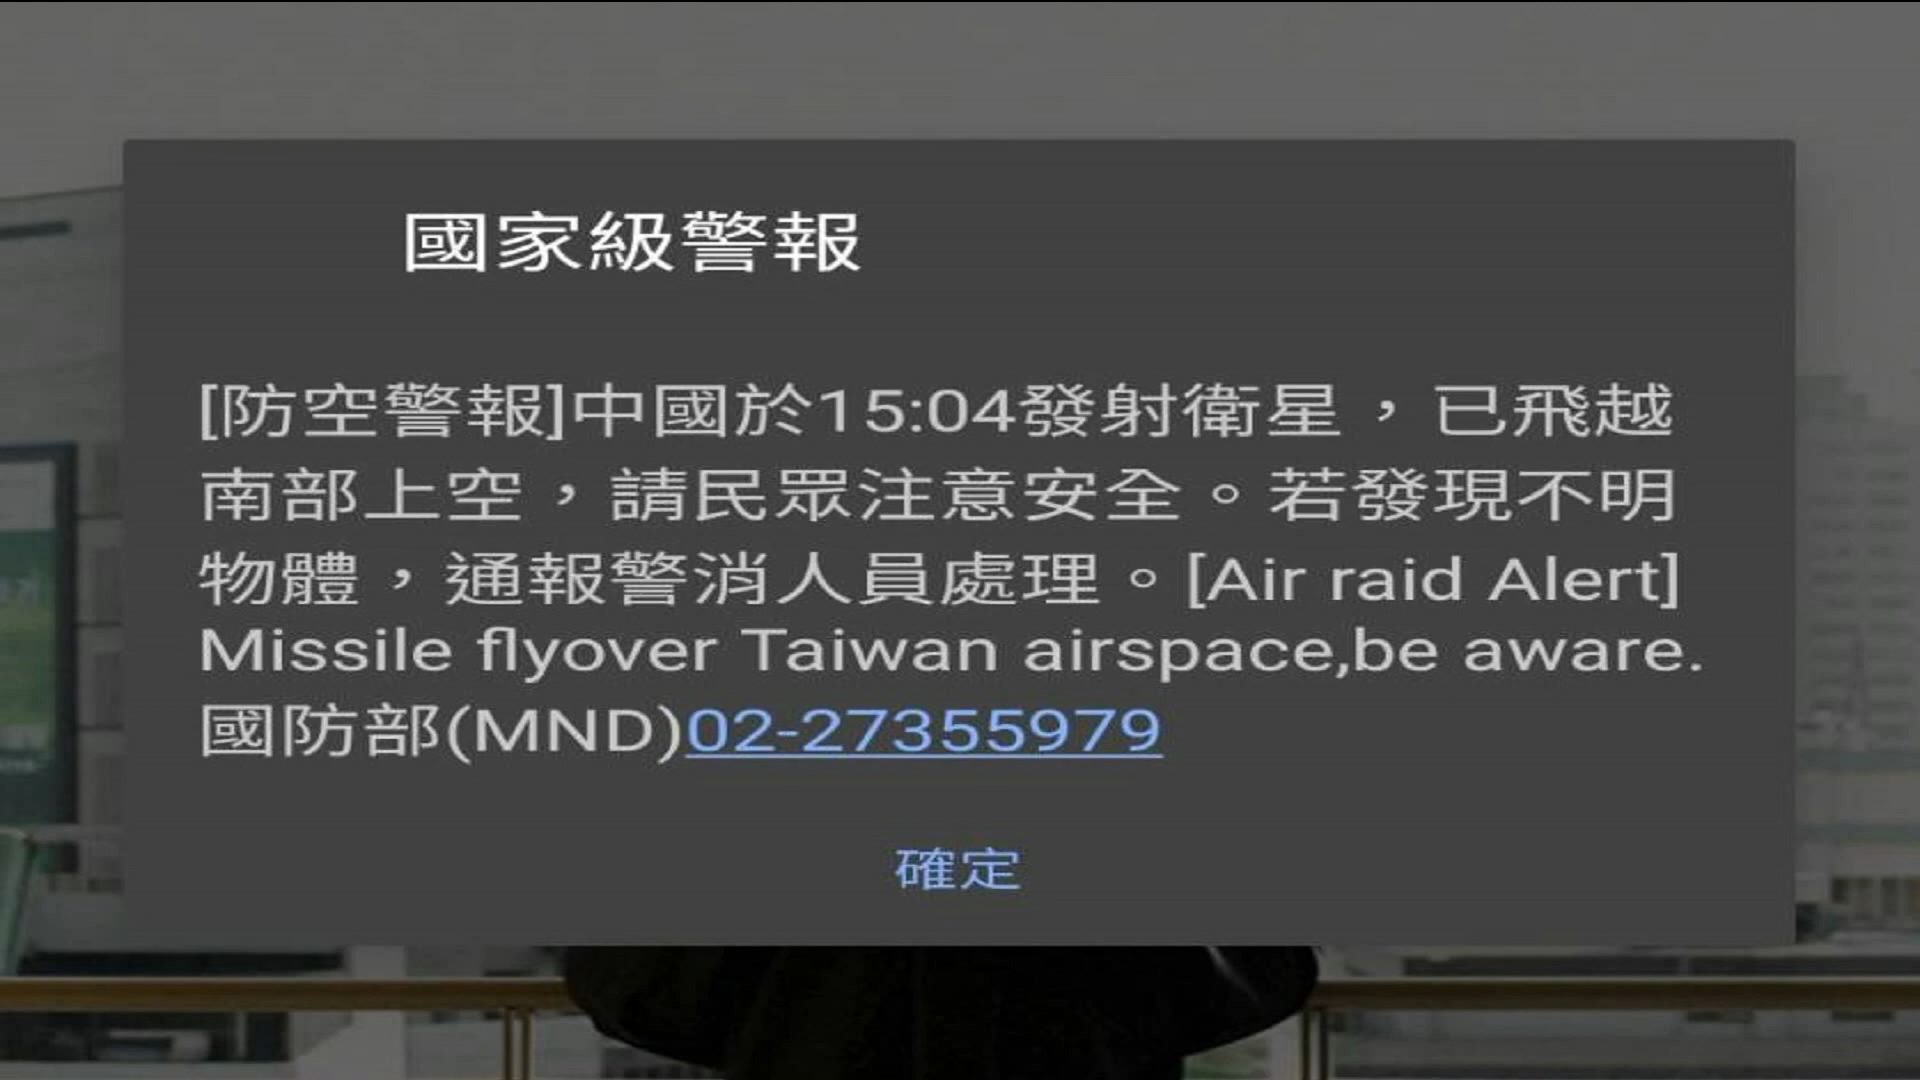 國家級警報
[防空警報]中國於15:04發射衛星，已飛越
南部上空，請民眾注意安全。若發現不明
物體，通報警消人員處理。[Air raid Alert]
Missile flyover Taiwan airspace,be aware.
國防部(MND)02-27355979
確定